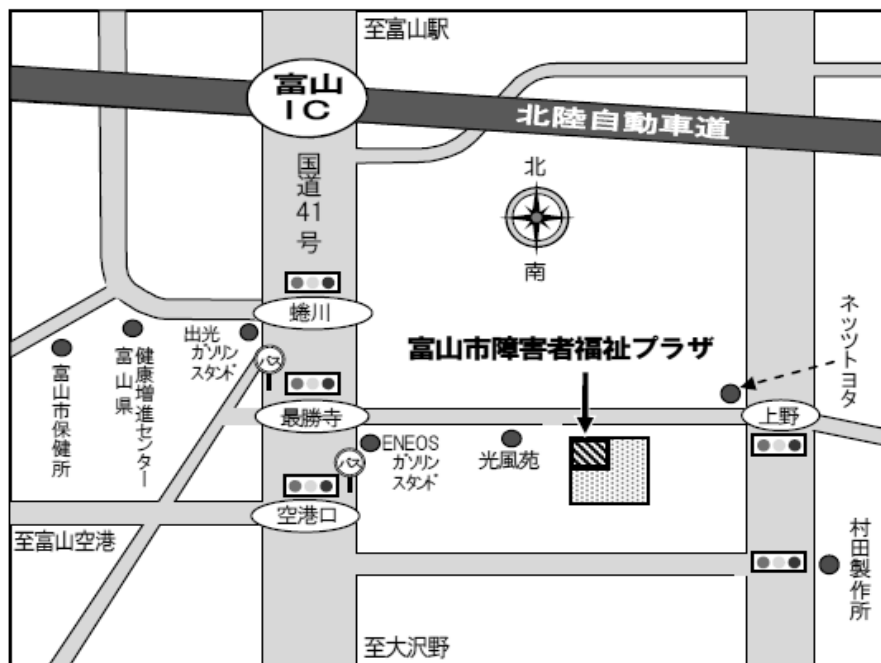 至富山駅
富山
IC
北陸自動車道
国道41号
北
南
蜷川
出光
ガソリン
スタンド
バス
富山県
健康増進センター
富山市保健所
ネッツトヨタ
富山市障害者福祉プラザ
最勝寺
上野
バス
ENEOS
ガソリン
スタンド
光風苑
空港口
至富山空港
村田製作所
至大沢野